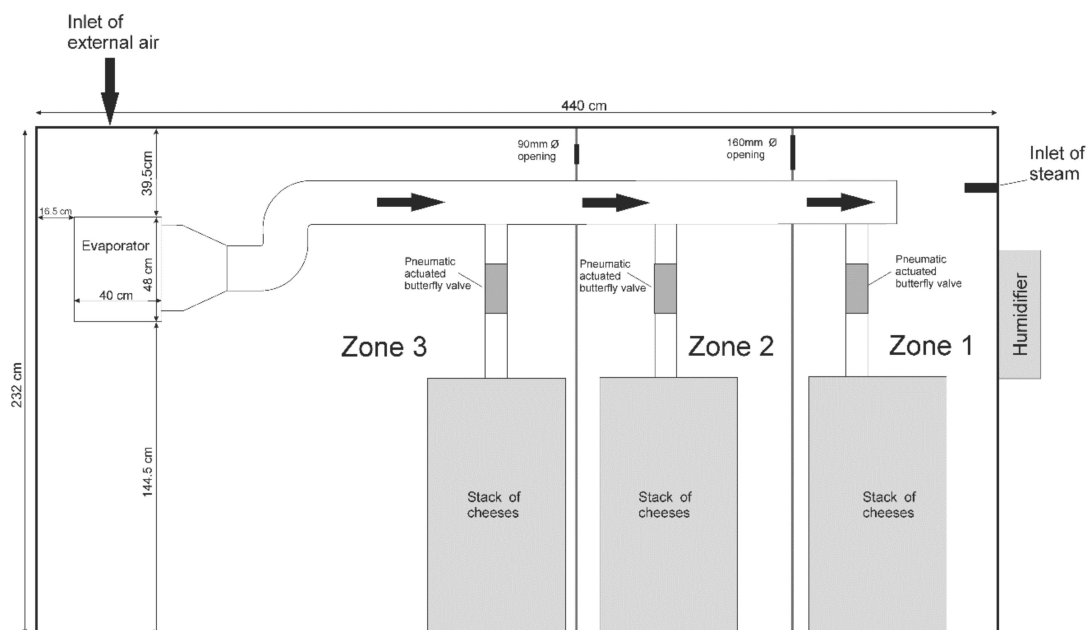 Inlet of
external air
440 cm
90mm Ø
opening
160mm Ø
opening
Inlet of
steam
39.5cm
16.5 cm
Evaporator
48 cm
40 cm
Pneumatic
actuated
butterfly valve
Pneumatic
actuated
butterfly valve
Pneumatic
actuated
butterfly valve
Humidifier
Zone 3
Zone 2
Zone 1
232 cm
144.5 cm
Stack of
cheeses
Stack of
cheeses
Stack of
cheeses